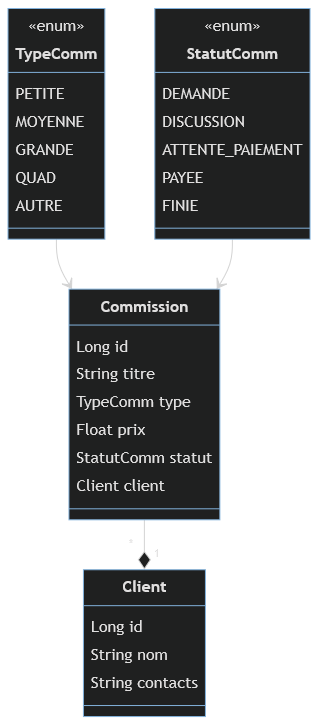 «enum»
TypeComm
PETITE
MOYENNE
GRANDE
QUAD
AUTRE
«enum»
StatutComm
DEMANDE
DISCUSSION
ATTENTE_PAIEMENT
PAYEE
FINIE
Commission
Long id
String titre
TypeComm type
Float prix
StatutComm statut
Client client
*
1
Client
Long id
String nom
String contacts